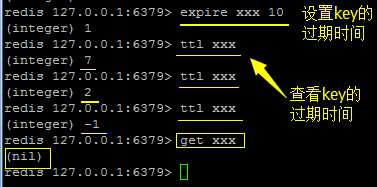 redis 127.0.0.1:6379> expire xxx 10
(integer) 1
redis 127.0.0.1:6379> ttl xxx
(integer) 7
redis 127.0.0.1:6379> ttl xxx
(integer) 2
redis 127.0.0.1:6379> ttl xxx
(integer) -1
redis 127.0.0.1:6379> get xxx
(nil)
redis 127.0.0.1:6379>
设置key的
过期时间
查看key的
过期时间